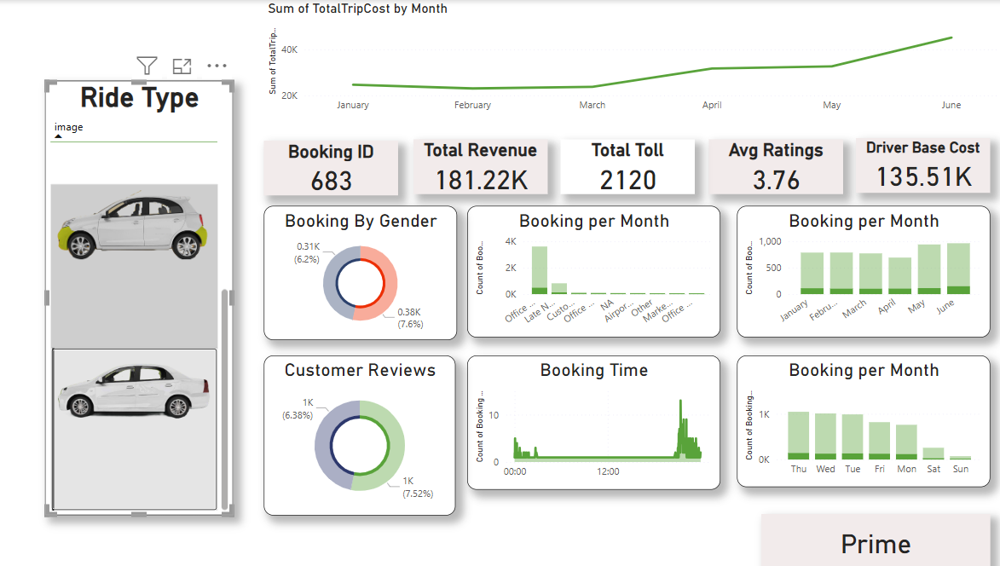 Sum of TotalTripCost by Month
Sum of TotalTrip...
40K
20K
January February March April May June
Ride Type
image
Booking ID
683
Total Revenue
181.22K
Total Toll
2120
Avg Ratings
3.76
Driver Base Cost
135.51K
Booking By Gender
0.31K
(6.2%)
0.38K
(7.6%)
Booking per Month
Count of Boo...
4K
2K
0K
Office ... Late N... Custo... Office ... NA Airpor... Other Marke... Office ...
Booking per Month
Count of Boo...
1,000
500
0
January Febru... March April May June
Customer Reviews
1K
(6.38%)
1K
(7.52%)
Booking Time
Count of Booking ...
10
0
00:00 12:00
Booking per Month
Count of Booking...
1K
0K
Thu Wed Tue Fri Mon Sat Sun
Prime